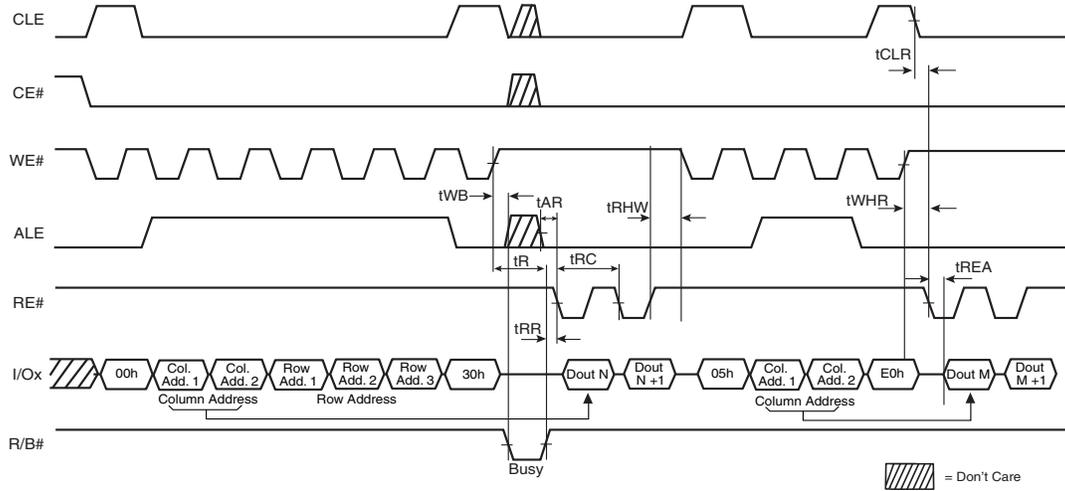 CLE
tCLR
CE#
WE#
tWB
tAR
tRHW
tWHR
ALE
tR
tRC
tREA
RE#
tRR
I/Ox
00h
Col. Add. 1
Col. Add. 2
Row Add. 1
Row Add. 2
Row Add. 3
30h
Dout N
Dout N +1
05h
Col. Add. 1
Col. Add. 2
E0h
Dout M
Dout M +1
Column Address
Row Address
Column Address
R/B#
Busy
= Don't Care